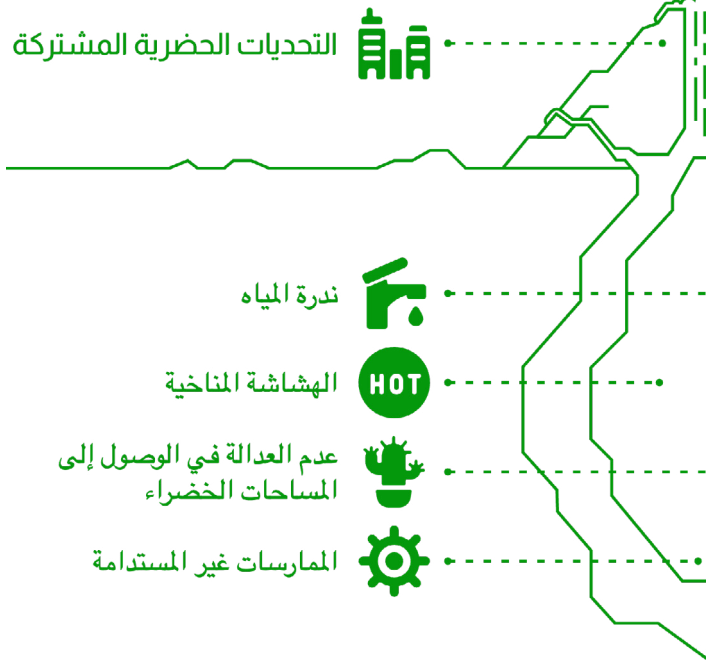 التحديات الحضرية المشتركة
ندرة المياه
HOT
الهشاشة المناخية
عدم العدالة في الوصول إلى
المساحات الخضراء
الممارسات غير المستدامة